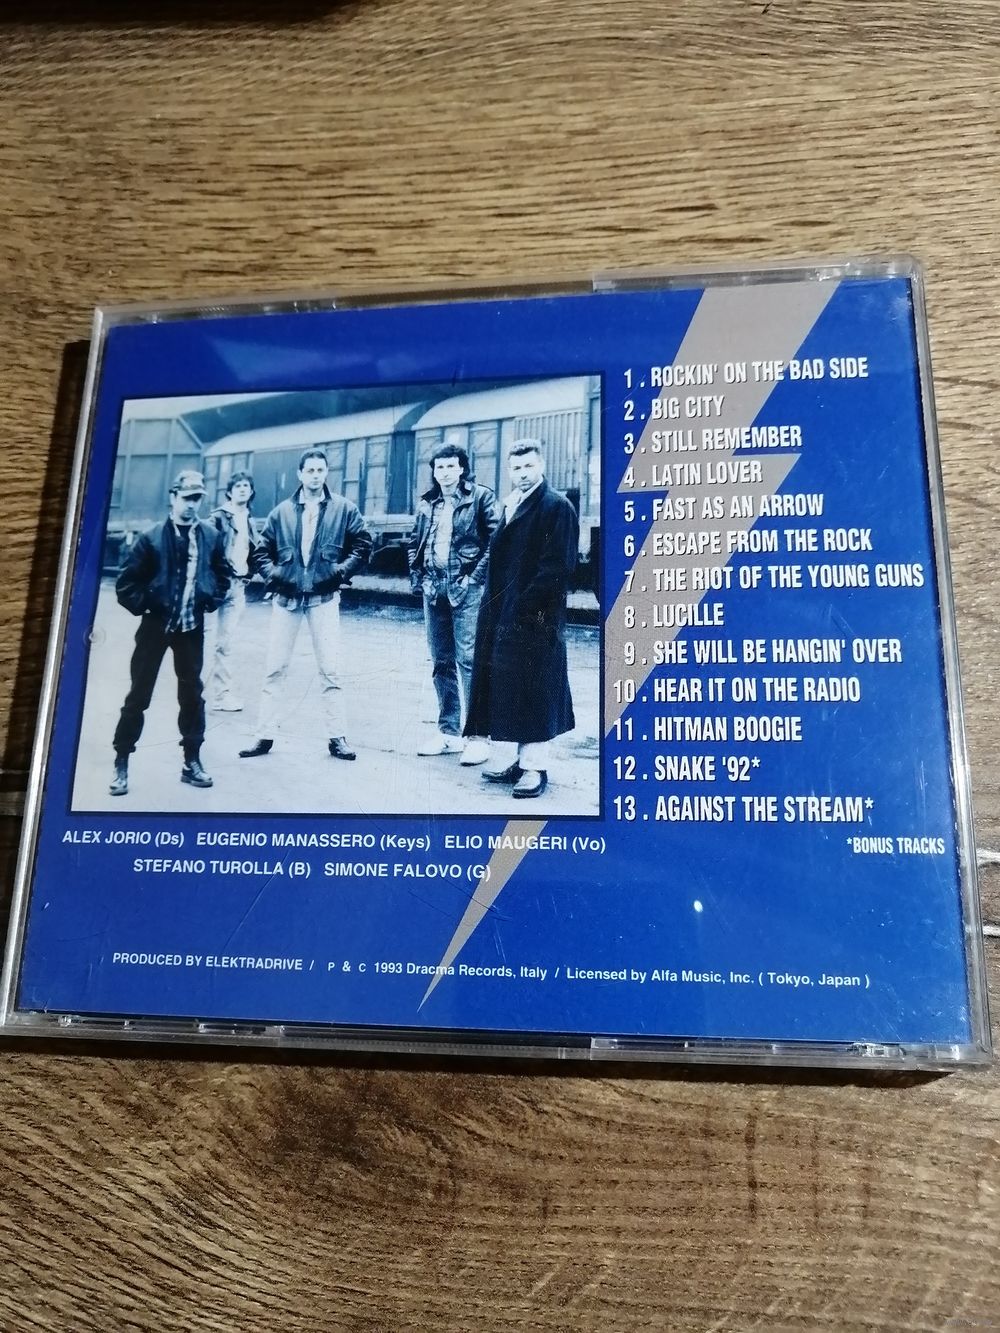 1. ROCKIN' ON THE BAD SIDE
2. BIG CITY
3. STILL REMEMBER
4. LATIN LOVER
5. FAST AS AN ARROW
6. ESCAPE FROM THE ROCK
7. THE RIOT OF THE YOUNG GUNS
8. LUCILLE
9. SHE WILL BE HANGIN' OVER
10. HEAR IT ON THE RADIO
11. HITMAN BOOGIE
12. SNAKE '92*
13. AGAINST THE STREAM*
*BONUS TRACKS
ALEX JORIO (Ds) EUGENIO MANASSERO (Keys) ELIO MAUGERI (Vo)
STEFANO TUROLLA (B) SIMONE FALOVO (G)
PRODUCED BY ELEKTRADRIVE / P & C 1993 Dracma Records, Italy / Licensed by Alfa Music, Inc. ( Tokyo, Japan )